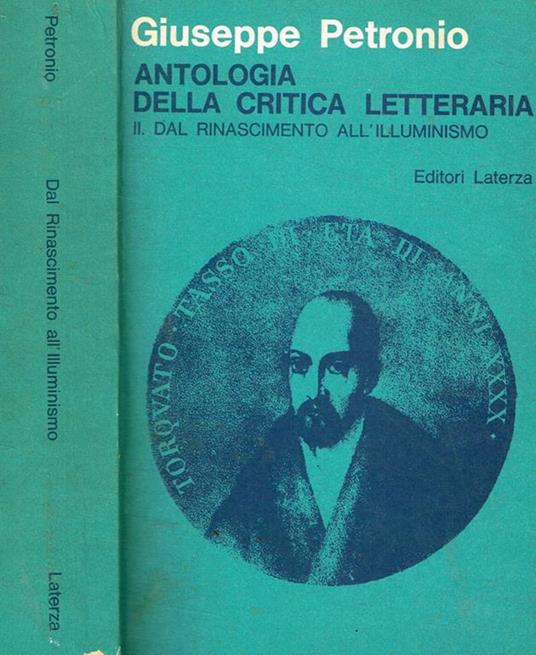 Petronio
Dal Rinascimento all'Illuminismo
Laterza
Giuseppe Petronio
ANTOLOGIA
DELLA CRITICA LETTERARIA
II. DAL RINASCIMENTO ALL'ILLUMINISMO
Editori Laterza
TORQVATO TASSO DI ETA DI ANNI XXXX.